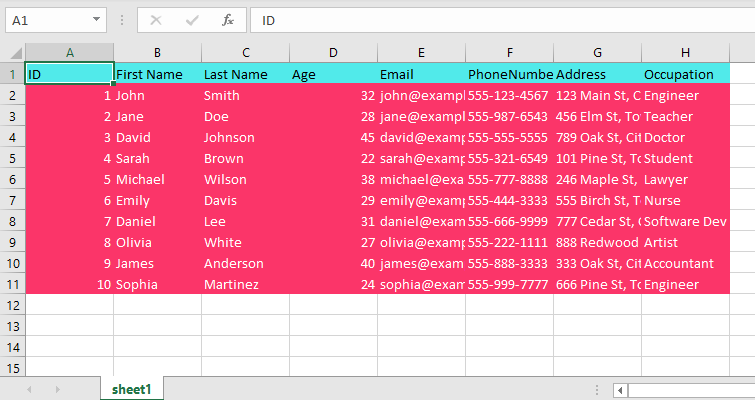 A1 fx ID
A B C D E F G H
1 ID First Name Last Name Age Email PhoneNumbe Address Occupation
2 1 John Smith 32 john@exampl 555-123-4567 123 Main St, C Engineer
3 2 Jane Doe 28 jane@exampl 555-987-6543 456 Elm St, To Teacher
4 3 David Johnson 45 david@exam 555-555-5555 789 Oak St, Cit Doctor
5 4 Sarah Brown 22 sarah@exam 555-321-6549 101 Pine St, To Student
6 5 Michael Wilson 38 michael@exa 555-777-8888 246 Maple St, Lawyer
7 6 Emily Davis 29 emily@exam 555-444-3333 555 Birch St, T Nurse
8 7 Daniel Lee 31 daniel@exam 555-666-9999 777 Cedar St, Software Dev
9 8 Olivia White 27 olivia@exam 555-222-1111 888 Redwood Artist
10 9 James Anderson 40 james@exam 555-888-3333 333 Oak St, Cit Accountant
11 10 Sophia Martinez 24 sophia@exam 555-999-7777 666 Pine St, To Engineer
12
13
14
15
sheet1